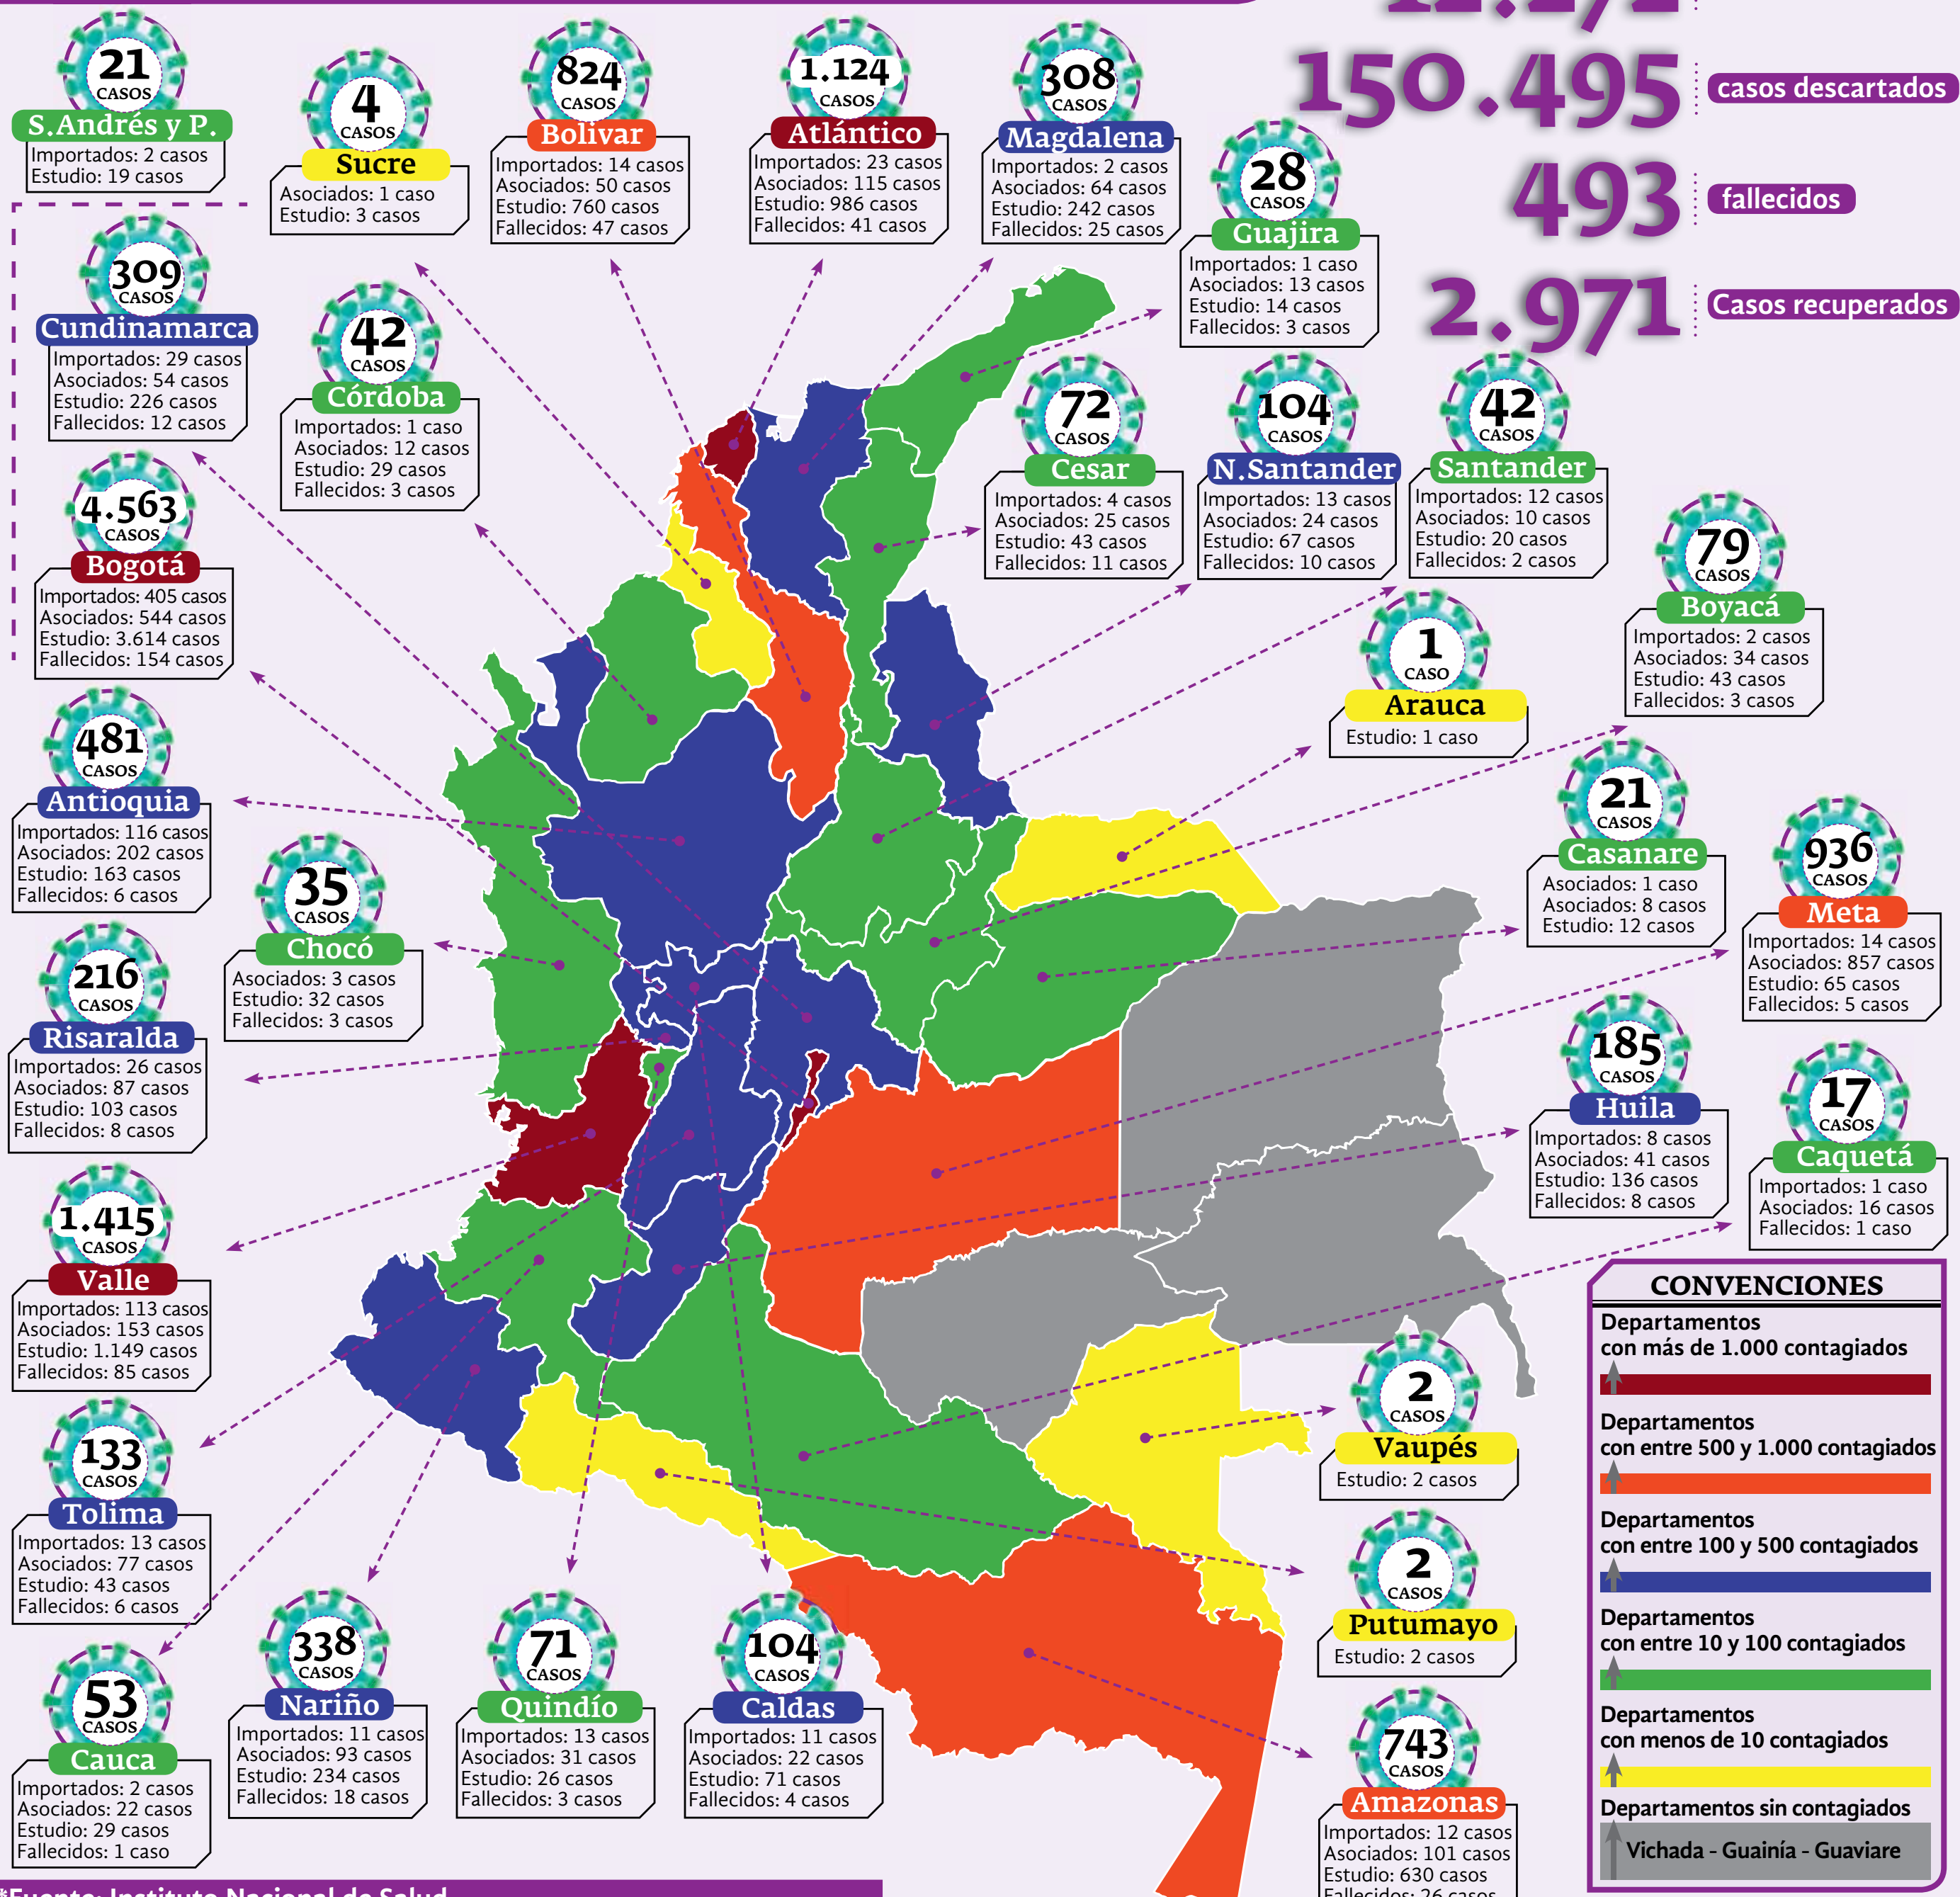 150.495
casos descartados
493
fallecidos
2.971
Casos recuperados
21
CASOS
S.Andrés y P.
Importados: 2 casos
Estudio: 19 casos
4
CASOS
Sucre
Asociados: 1 caso
Estudio: 3 casos
824
CASOS
Bolivar
Importados: 14 casos
Asociados: 50 casos
Estudio: 760 casos
Fallecidos: 47 casos
1.124
CASOS
Atlántico
Importados: 23 casos
Asociados: 115 casos
Estudio: 986 casos
Fallecidos: 41 casos
308
CASOS
Magdalena
Importados: 2 casos
Asociados: 64 casos
Estudio: 242 casos
Fallecidos: 25 casos
28
CASOS
Guajira
Importados: 1 caso
Asociados: 13 casos
Estudio: 14 casos
Fallecidos: 3 casos
309
CASOS
Cundinamarca
Importados: 29 casos
Asociados: 54 casos
Estudio: 226 casos
Fallecidos: 12 casos
42
CASOS
Córdoba
Importados: 1 caso
Asociados: 12 casos
Estudio: 29 casos
Fallecidos: 3 casos
72
CASOS
Cesar
Importados: 4 casos
Asociados: 25 casos
Estudio: 43 casos
Fallecidos: 11 casos
104
CASOS
N.Santander
Importados: 13 casos
Asociados: 24 casos
Estudio: 67 casos
Fallecidos: 10 casos
42
CASOS
Santander
Importados: 12 casos
Asociados: 10 casos
Estudio: 20 casos
Fallecidos: 2 casos
4.563
CASOS
Bogotá
Importados: 405 casos
Asociados: 544 casos
Estudio: 3.614 casos
Fallecidos: 154 casos
79
CASOS
Boyacá
Importados: 2 casos
Asociados: 34 casos
Estudio: 43 casos
Fallecidos: 3 casos
1
CASO
Arauca
Estudio: 1 caso
481
CASOS
Antioquia
Importados: 116 casos
Asociados: 202 casos
Estudio: 163 casos
Fallecidos: 6 casos
21
CASOS
Casanare
Asociados: 1 caso
Asociados: 8 casos
Estudio: 12 casos
936
CASOS
Meta
Importados: 14 casos
Asociados: 857 casos
Estudio: 65 casos
Fallecidos: 5 casos
35
CASOS
Chocó
Asociados: 3 casos
Estudio: 32 casos
Fallecidos: 3 casos
216
CASOS
Risaralda
Importados: 26 casos
Asociados: 87 casos
Estudio: 103 casos
Fallecidos: 8 casos
185
CASOS
Huila
Importados: 8 casos
Asociados: 41 casos
Estudio: 136 casos
Fallecidos: 8 casos
17
CASOS
Caquetá
Importados: 1 caso
Asociados: 16 casos
Fallecidos: 1 caso
1.415
CASOS
Valle
Importados: 113 casos
Asociados: 153 casos
Estudio: 1.149 casos
Fallecidos: 85 casos
2
CASOS
Vaupés
Estudio: 2 casos
133
CASOS
Tolima
Importados: 13 casos
Asociados: 77 casos
Estudio: 43 casos
Fallecidos: 6 casos
2
CASOS
Putumayo
Estudio: 2 casos
53
CASOS
Cauca
Importados: 2 casos
Asociados: 22 casos
Estudio: 29 casos
Fallecidos: 1 caso
338
CASOS
Nariño
Importados: 11 casos
Asociados: 93 casos
Estudio: 234 casos
Fallecidos: 18 casos
71
CASOS
Quindío
Importados: 13 casos
Asociados: 31 casos
Estudio: 26 casos
Fallecidos: 3 casos
104
CASOS
Caldas
Importados: 11 casos
Asociados: 22 casos
Estudio: 71 casos
Fallecidos: 4 casos
743
CASOS
Amazonas
Importados: 12 casos
Asociados: 101 casos
Estudio: 630 casos
Fallecidos: 26 casos
CONVENCIONES
Departamentos
con más de 1.000 contagiados
Departamentos
con entre 500 y 1.000 contagiados
Departamentos
con entre 100 y 500 contagiados
Departamentos
con entre 10 y 100 contagiados
Departamentos
con menos de 10 contagiados
Departamentos sin contagiados
Vichada - Guainía - Guaviare
*Fuente: Instituto Nacional de Salud